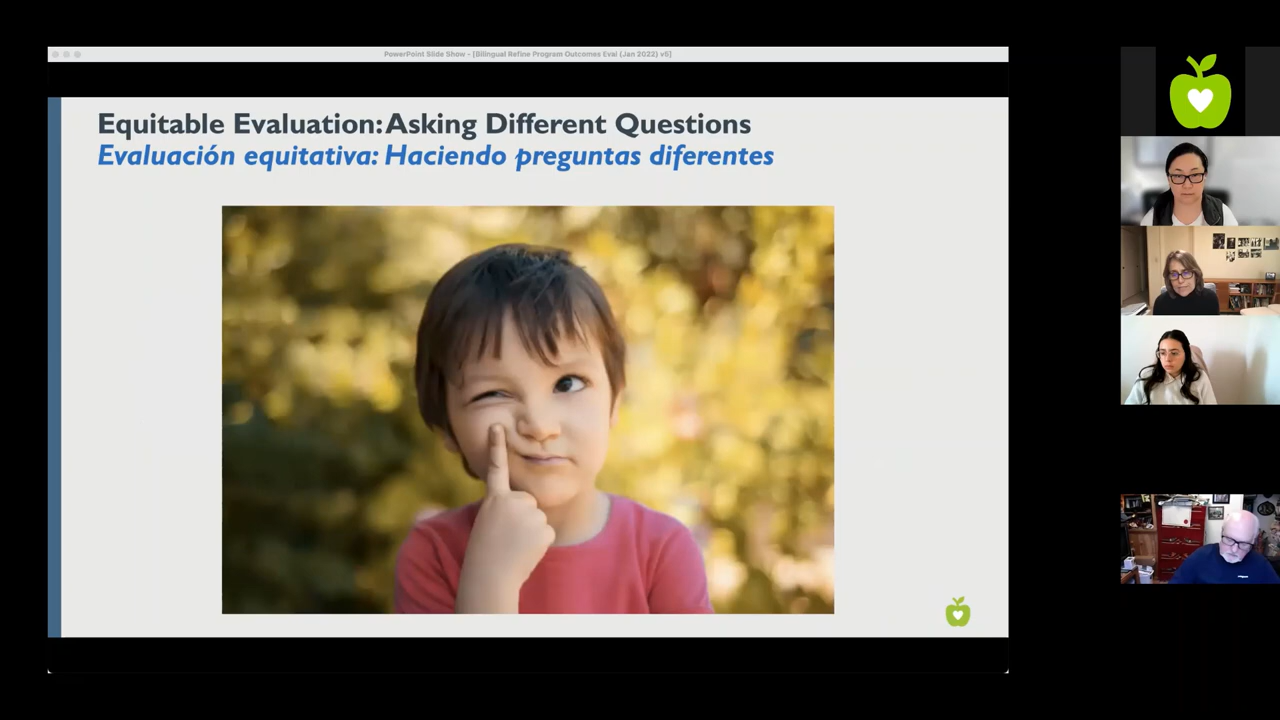 PowerPoint Slide Show - [Bilingual Refine Program Outcomes Eval (Jan 2022) v6]
Equitable Evaluation: Asking Different Questions
Evaluación equitativa: Haciendo preguntas diferentes